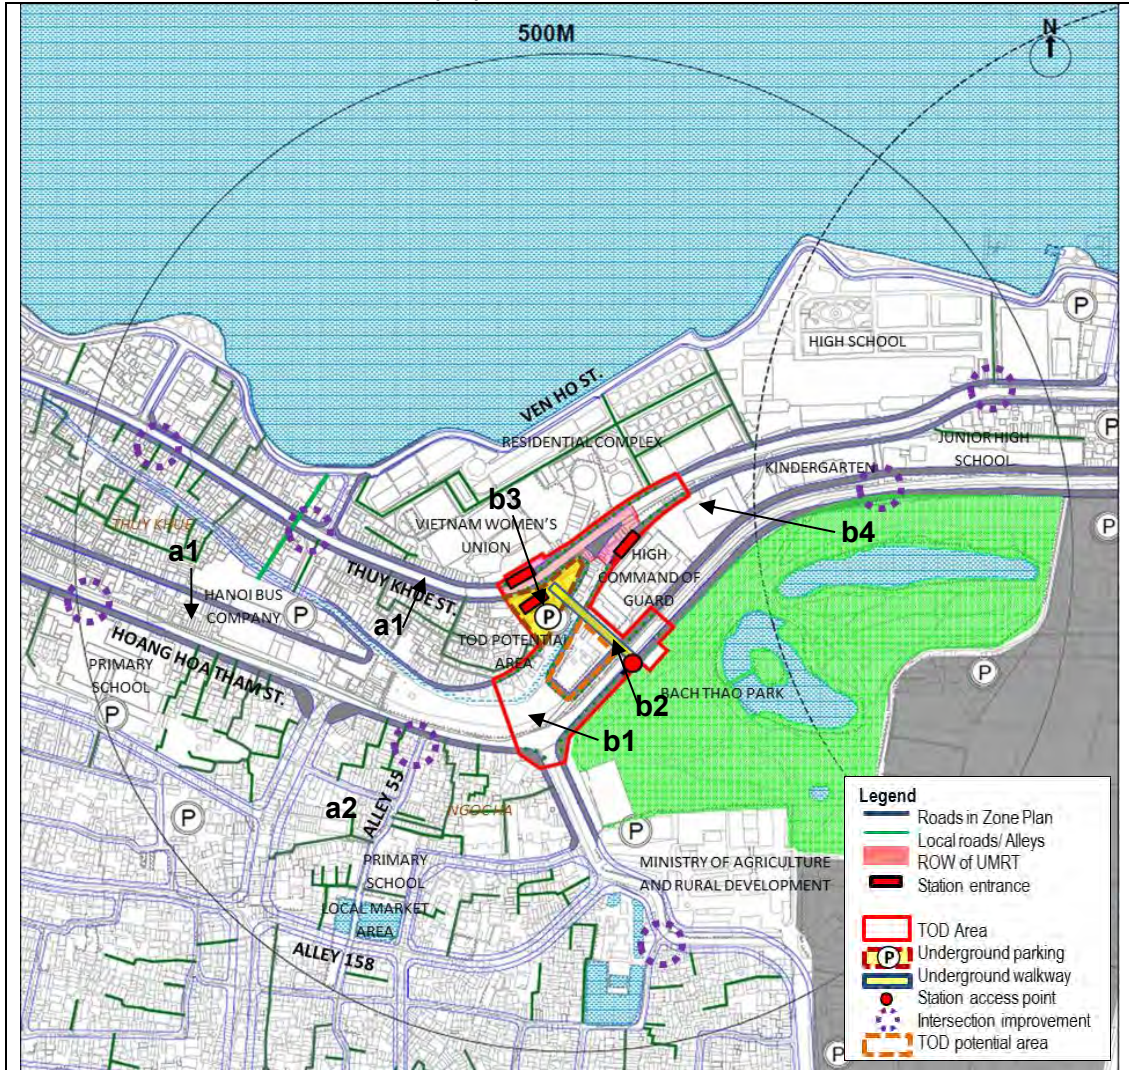 500M
N
HIGH SCHOOL
P
VEN HO ST.
RESIDENTIAL COMPLEX
P
JUNIOR HIGH
SCHOOL
KINDERGARTEN
b3
VIETNAM WOMEN'S
UNION
THUY KHUE
a1
P
b4
HIGH
COMMAND OF
GUARD
THUY KHUE ST.
HANOI BUS
COMPANY
P
P
a1
TOD POTENTIAL
AREA
HOANG HOA THAM ST.
PRIMARY
SCHOOL
P
P
BACH THAO PARK
b2
b1
a2
ALLEY 55
NGOC HA
P
P
PRIMARY
SCHOOL
MINISTRY OF AGRICULTURE
AND RURAL DEVELOPMENT
LOCAL MARKET
AREA
ALLEY 158
P
Legend
Roads in Zone Plan
Local roads/ Alleys
ROW of UMRT
Station entrance
TOD Area
P
Underground parking
Underground walkway
Station access point
Intersection improvement
TOD potential area